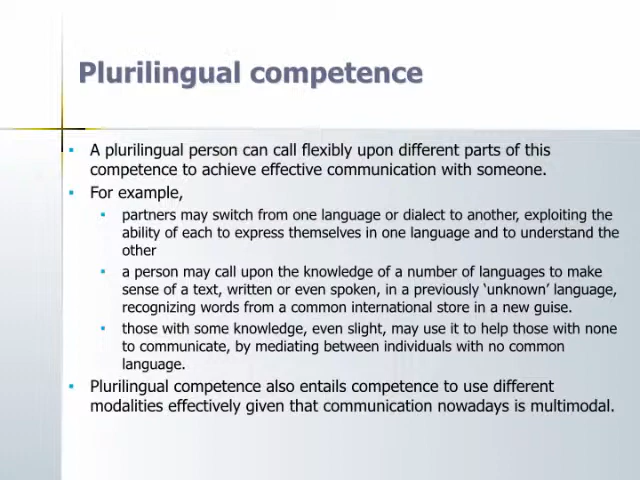 Plurilingual competence
A plurilingual person can call flexibly upon different parts of this
competence to achieve effective communication with someone.
For example,
partners may switch from one language or dialect to another, exploiting the
ability of each to express themselves in one language and to understand the
other
a person may call upon the knowledge of a number of languages to make
sense of a text, written or even spoken, in a previously ‘unknown’ language,
recognizing words from a common international store in a new guise.
those with some knowledge, even slight, may use it to help those with none
to communicate, by mediating between individuals with no common
language.
Plurilingual competence also entails competence to use different
modalities effectively given that communication nowadays is multimodal.